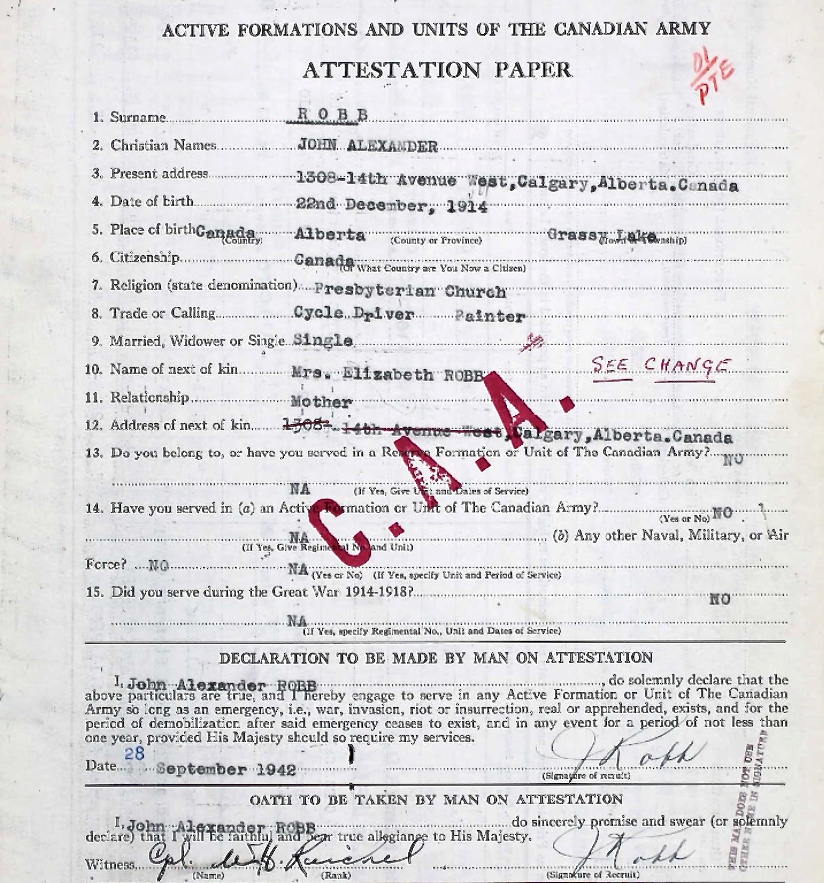 ACTIVE FORMATIONS AND UNITS OF THE CANADIAN ARMY
ATTESTATION PAPER
PTE
1. Surname R O B B
2. Christian Names JOHN ALEXANDER
3. Present address 1308-14th Avenue West,Calgary,Alberta.Canada
4. Date of birth 22nd December, 1914
5. Place of birth Canada Alberta Grassy Lake
(Country) (County or Province) (Town or Township)
6. Citizenship Canada
(Of What Country are You Now a Citizen)
7. Religion (state denomination) Presbyterian Church
8. Trade or Calling Cycle Driver Painter
9. Married, Widower or Single Single
10. Name of next of kin Mrs. Elizabeth ROBB SEE CHANGE
11. Relationship Mother
12. Address of next of kin 1308- 14th Avenue West,Calgary,Alberta.Canada
13. Do you belong to, or have you served in a Reserve Formation or Unit of The Canadian Army? NO
NA
(If Yes, Give Unit and Dates of Service)
14. Have you served in (a) an Active Formation or Unit of The Canadian Army? NO
(Yes or No)
NA (b) Any other Naval, Military, or Air
(If Yes, Give Regimental No. and Unit)
Force? NO NA (Yes or No) (If Yes, specify Unit and Period of Service)
15. Did you serve during the Great War 1914-1918? NO
NA
(If Yes, specify Regimental No., Unit and Dates of Service)
C.A.A.
DECLARATION TO BE MADE BY MAN ON ATTESTATION
I, John Alexander ROBB, do solemnly declare that the
above particulars are true, and I hereby engage to serve in any Active Formation or Unit of The Canadian
Army so long as an emergency, i.e., war, invasion, riot or insurrection, real or apprehended, exists, and for the
period of demobilization after said emergency ceases to exist, and in any event for a period of not less than
one year, provided His Majesty should so require my services.
Date 28 September 1942 J Robb
(Signature of recruit)
OATH TO BE TAKEN BY MAN ON ATTESTATION
I, John Alexander ROBB do sincerely promise and swear (or solemnly
declare) that I will be faithful and bear true allegiance to His Majesty.
Witness Cpl. J Robb
(Name) (Rank) (Signature of Recruit)
THIS MAN DOES NOT USE
OTHER NAME IN SIGNATURE